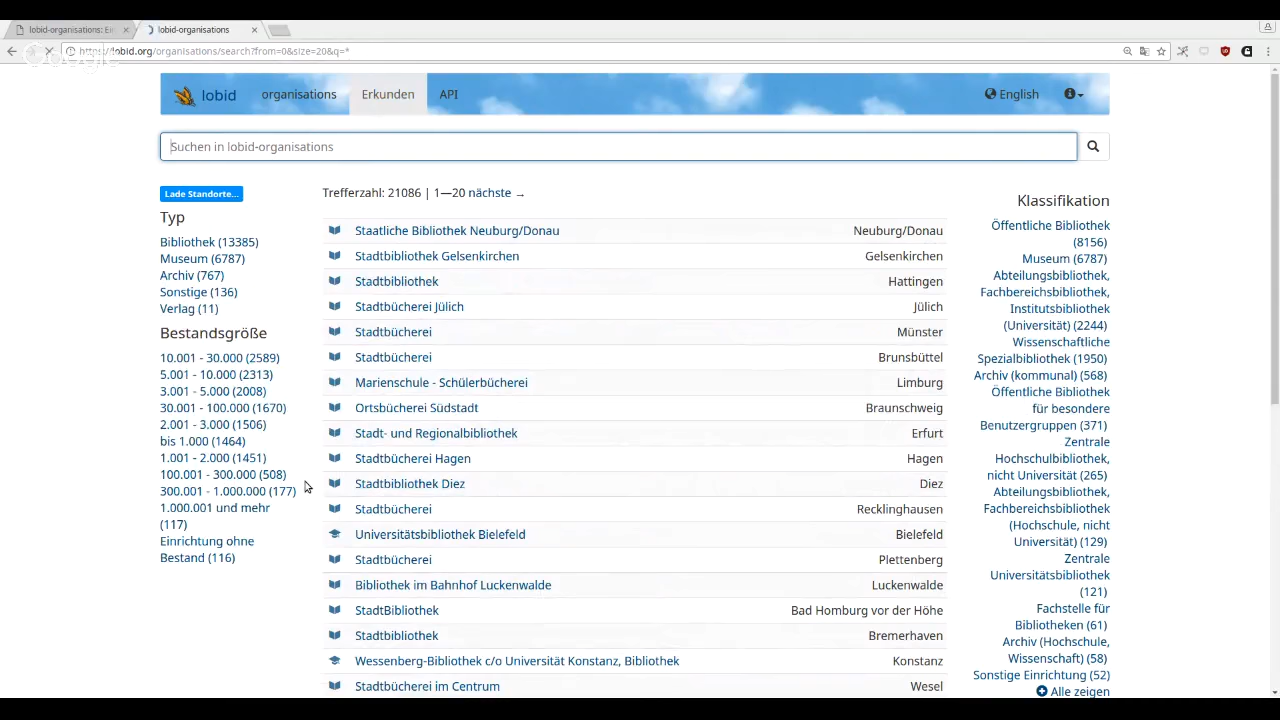 lobid-organisations: Ein
lobid-organisations
https://lobid.org/organisations/search?from=0&size=20&q=*
Google
lobid organisations Erkunden API English
Suchen in lobid-organisations
Lade Standorte...
Typ
Bibliothek (13385)
Museum (6787)
Archiv (767)
Sonstige (136)
Verlag (11)
Bestandsgröße
10.001 - 30.000 (2589)
5.001 - 10.000 (2313)
3.001 - 5.000 (2008)
30.001 - 100.000 (1670)
2.001 - 3.000 (1506)
bis 1.000 (1464)
1.001 - 2.000 (1451)
100.001 - 300.000 (508)
300.001 - 1.000.000 (177)
1.000.001 und mehr
(117)
Einrichtung ohne
Bestand (116)
Trefferzahl: 21086 | 1—20 nächste →
Staatliche Bibliothek Neuburg/Donau Neuburg/Donau
Stadtbibliothek Gelsenkirchen Gelsenkirchen
Stadtbibliothek Hattingen
Stadtbücherei Jülich Jülich
Stadtbücherei Münster
Stadtbücherei Brunsbüttel
Marienschule - Schülerbücherei Limburg
Ortsbücherei Südstadt Braunschweig
Stadt- und Regionalbibliothek Erfurt
Stadtbücherei Hagen Hagen
Stadtbibliothek Diez Diez
Stadtbücherei Recklinghausen
Universitätsbibliothek Bielefeld Bielefeld
Stadtbücherei Plettenberg
Bibliothek im Bahnhof Luckenwalde Luckenwalde
StadtBibliothek Bad Homburg vor der Höhe
Stadtbibliothek Bremerhaven
Wessenberg-Bibliothek c/o Universität Konstanz, Bibliothek Konstanz
Stadtbücherei im Centrum Wesel
Klassifikation
Öffentliche Bibliothek
(8156)
Museum (6787)
Abteilungsbibliothek,
Fachbereichsbibliothek,
Institutsbibliothek
(Universität) (2244)
Wissenschaftliche
Spezialbibliothek (1950)
Archiv (kommunal) (568)
Öffentliche Bibliothek
für besondere
Benutzergruppen (371)
Zentrale
Hochschulbibliothek,
nicht Universität (265)
Abteilungsbibliothek,
Fachbereichsbibliothek
(Hochschule, nicht
Universität) (129)
Zentrale
Universitätsbibliothek
(121)
Fachstelle für
Bibliotheken (61)
Archiv (Hochschule,
Wissenschaft) (58)
Sonstige Einrichtung (52)
Alle zeigen